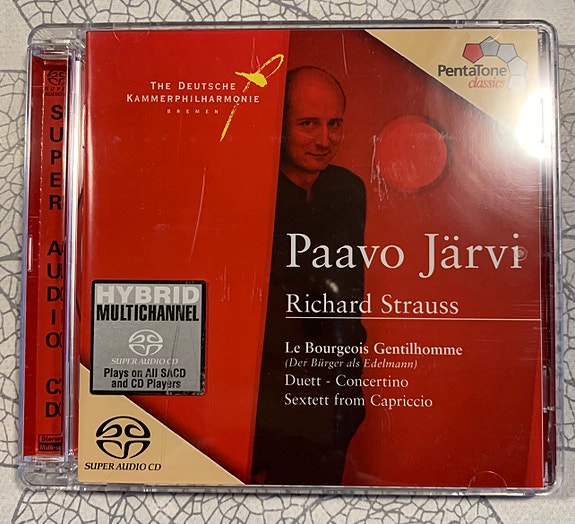 SUPER AUDIO CD
THE DEUTSCHE
KAMMERPHILHARMONIE
BREMEN
PentaTone
classics
Paavo Järvi
Richard Strauss
Le Bourgeois Gentilhomme
(Der Bürger als Edelmann)
Duett - Concertino
Sextett from Capriccio
HYBRID
MULTICHANNEL
SUPER AUDIO CD
Plays on All SACD
and CD Players
SUPER AUDIO CD